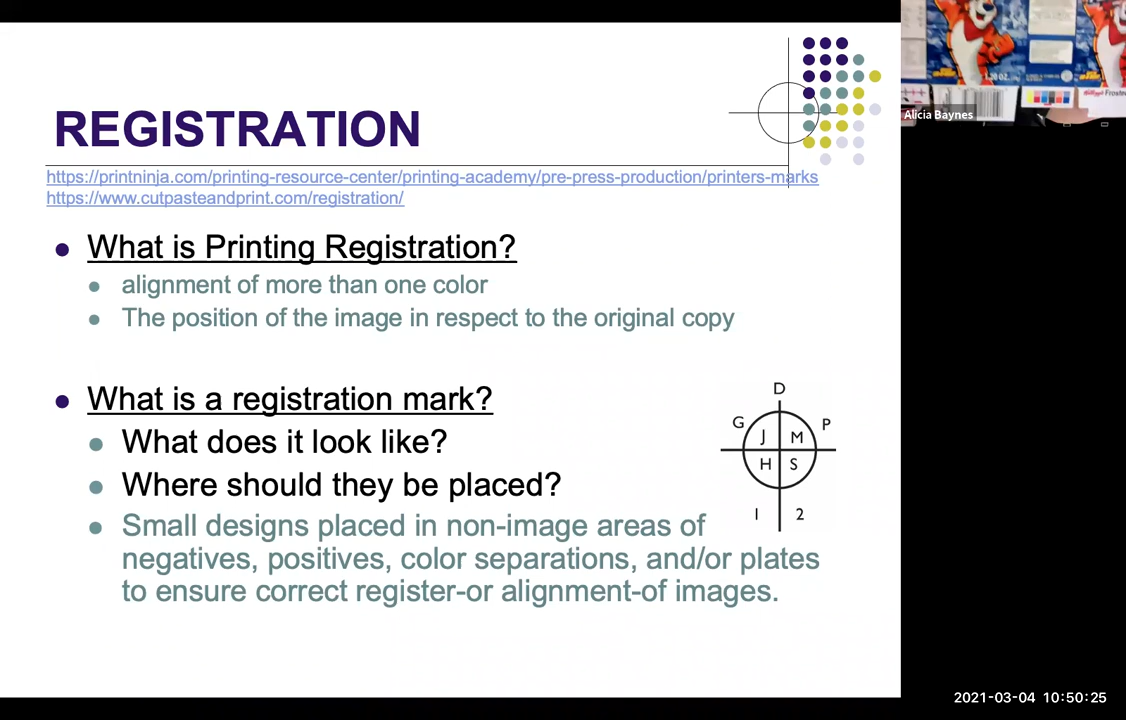 REGISTRATION
https://printninja.com/printing-resource-center/printing-academy/pre-press-production/printers-marks
https://www.cutpasteandprint.com/registration/
What is Printing Registration?
alignment of more than one color
The position of the image in respect to the original copy
What is a registration mark?
What does it look like?
Where should they be placed?
Small designs placed in non-image areas of
negatives, positives, color separations, and/or plates
to ensure correct register-or alignment-of images.
D
G P
J M
H S
1 2
Alicia Baynes
2021-03-04 10:50:25